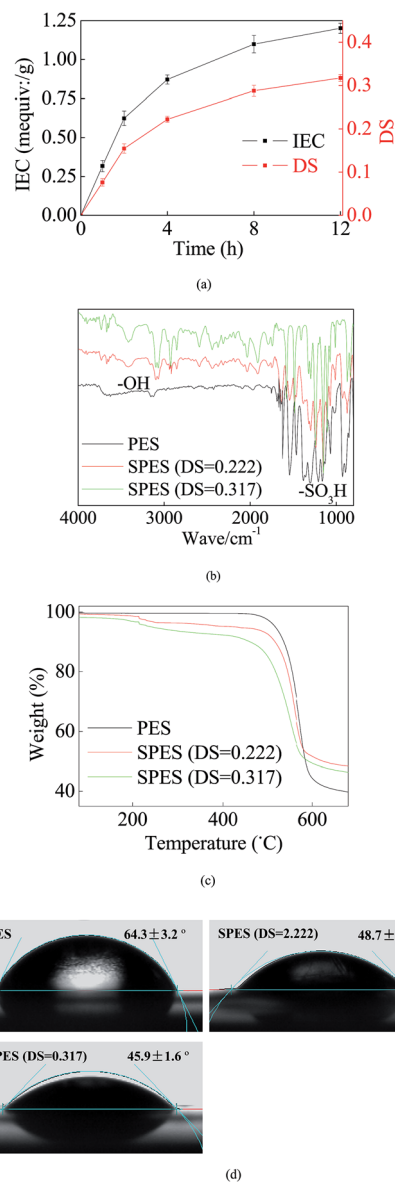 1.25
1.00
0.75
0.50
0.25
0.00
IEC (mequiv:/g)
0.4
0.3
0.2
0.1
0.0
DS
IEC
DS
0 4 8 12
Time (h)
(a)
-OH
PES
SPES (DS=0.222)
SPES (DS=0.317)
-SO3H
4000 3000 2000 1000
Wave/cm-1
(b)
100
80
60
40
Weight (%)
PES
SPES (DS=0.222)
SPES (DS=0.317)
200 400 600
Temperature (°C)
(c)
ES 64.3±3.2 °
SPES (DS=2.222) 48.7±
PES (DS=0.317) 45.9±1.6 °
(d)